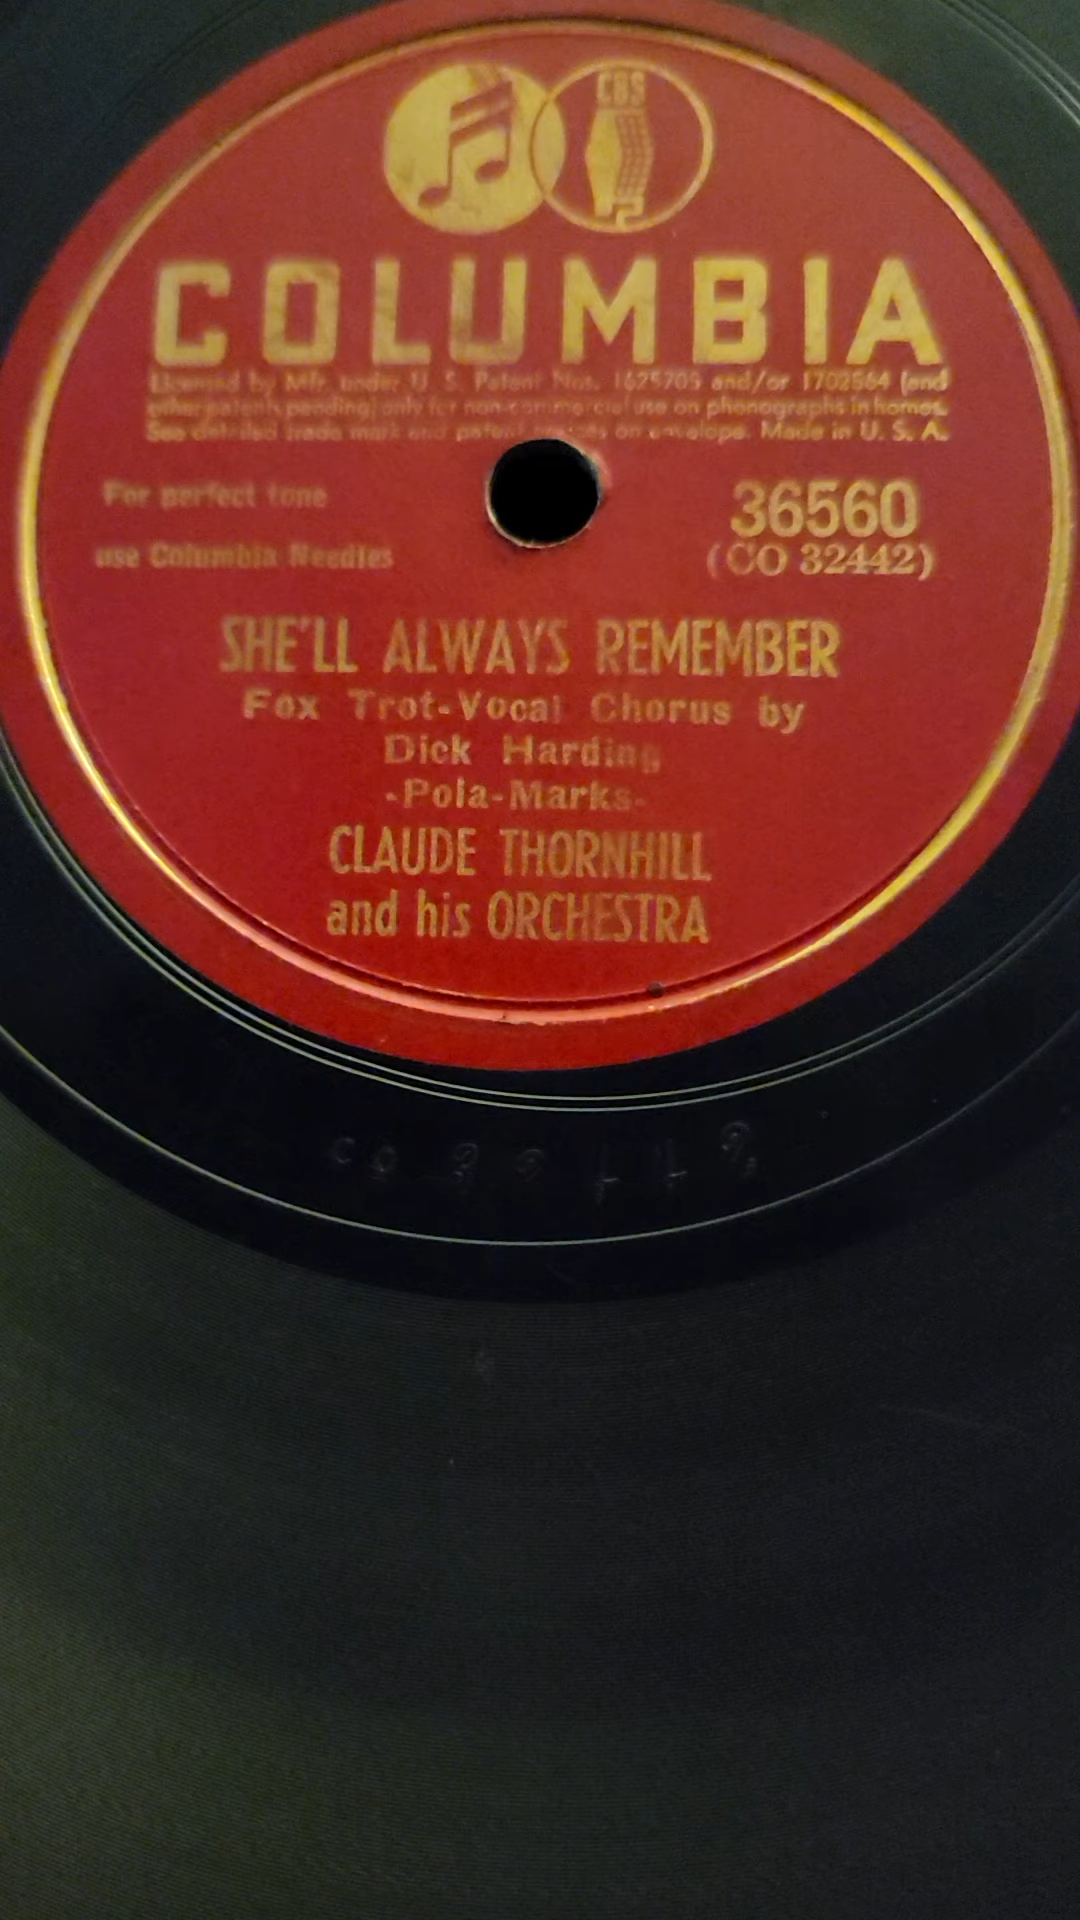 CBS
COLUMBIA
Licensed by Mfr. under U. S. Patent Nos. 1625705 and/or 1702564 (and
other patents pending) only for non-commercial use on phonographs in homes.
See detailed trade mark and patent notices on envelope. Made in U. S. A.
For perfect tone
use Columbia Needles
36560
(CO 32442)
SHE'LL ALWAYS REMEMBER
Fox Trot-Vocal Chorus by
Dick Harding
-Pola-Marks-
CLAUDE THORNHILL
and his ORCHESTRA